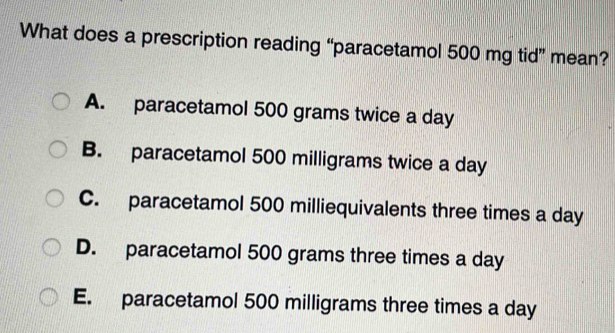 What does a prescription reading “paracetamol 500 mg tid” mean?
A. paracetamol 500 grams twice a day
B. paracetamol 500 milligrams twice a day
C. paracetamol 500 milliequivalents three times a day
D. paracetamol 500 grams three times a day
E. paracetamol 500 milligrams three times a day